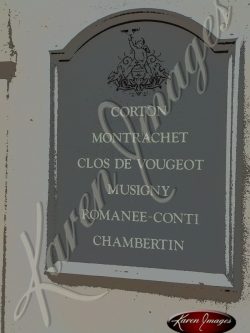 CORTON
MONTRACHET
CLOS DE VOUGEOT
MUSIGNY
ROMANEE-CONTI
CHAMBERTIN
Karen Images
Karen Images